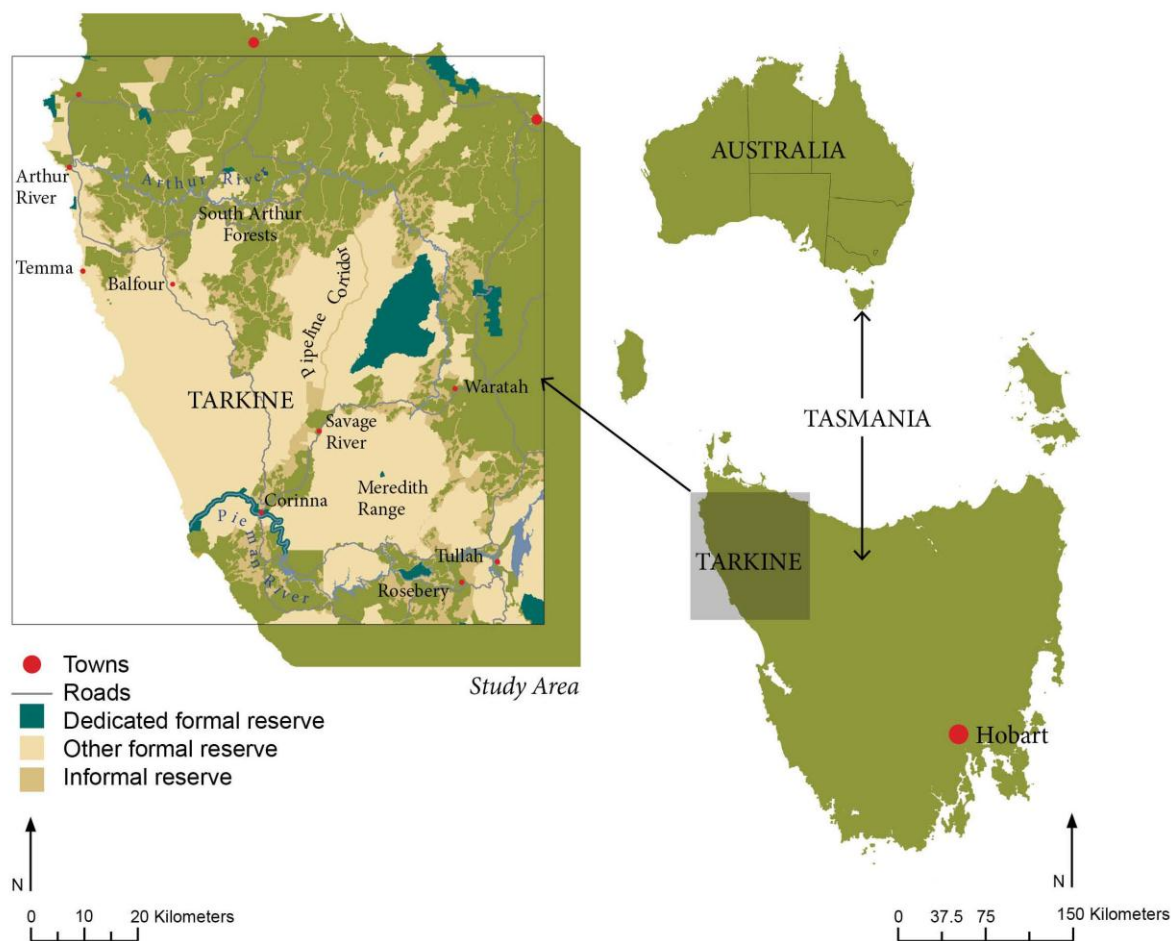 Arthur
River
Arthur River
South Arthur
Forests
Temma
Balfour
Pipeline Corridor
TARKINE
Waratah
Savage
River
Meredith
Range
Corinna
Pieman River
Tullah
Rosebery
Study Area
Towns
Roads
Dedicated formal reserve
Other formal reserve
Informal reserve
N
0 10 20 Kilometers
AUSTRALIA
TASMANIA
TARKINE
Hobart
N
0 37.5 75 150 Kilometers